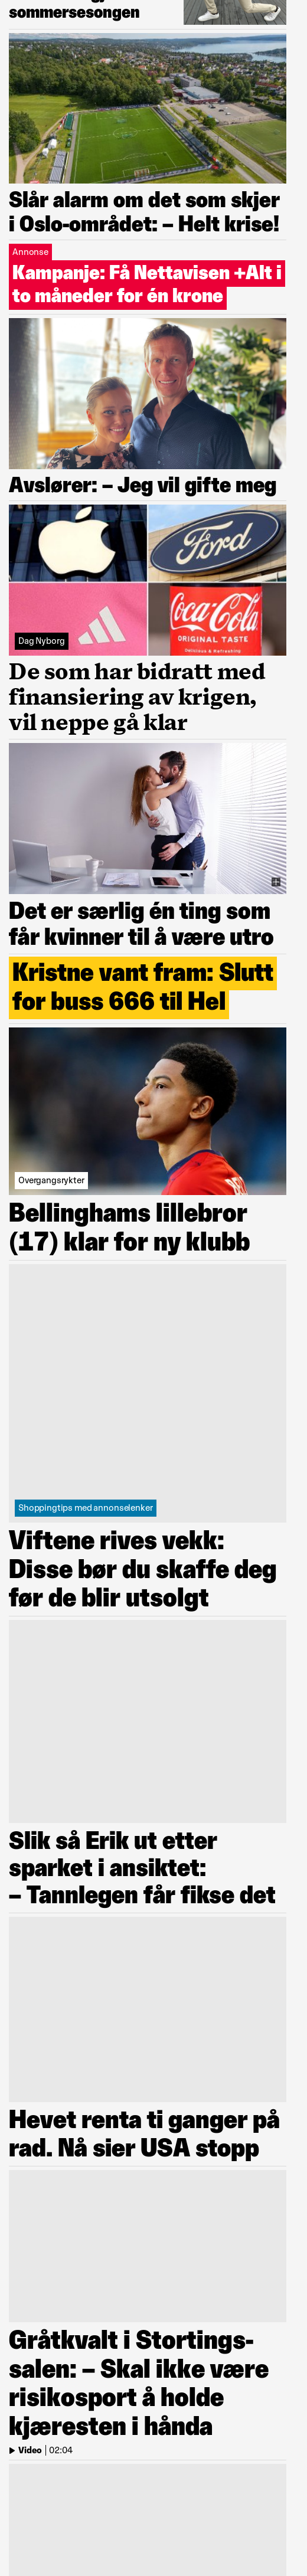 sommersesongen
Slår alarm om det som skjer
i Oslo-området: – Helt krise!
Annonse
Kampanje: Få Nettavisen +Alt i
to måneder for én krone
Avslører: – Jeg vil gifte meg
Ford
Coca-Cola
ORIGINAL TASTE
Delicious & Refreshing
Dag Nyborg
De som har bidratt med
finansiering av krigen,
vil neppe gå klar
Det er særlig én ting som
får kvinner til å være utro
Kristne vant fram: Slutt
for buss 666 til Hel
Overgangsrykter
Bellinghams lillebror
(17) klar for ny klubb
Shoppingtips med annonselenker
Viftene rives vekk:
Disse bør du skaffe deg
før de blir utsolgt
Slik så Erik ut etter
sparket i ansiktet:
– Tannlegen får fikse det
Hevet renta ti ganger på
rad. Nå sier USA stopp
Gråtkvalt i Stortings-
salen: – Skal ikke være
risikosport å holde
kjæresten i hånda
Video | 02:04